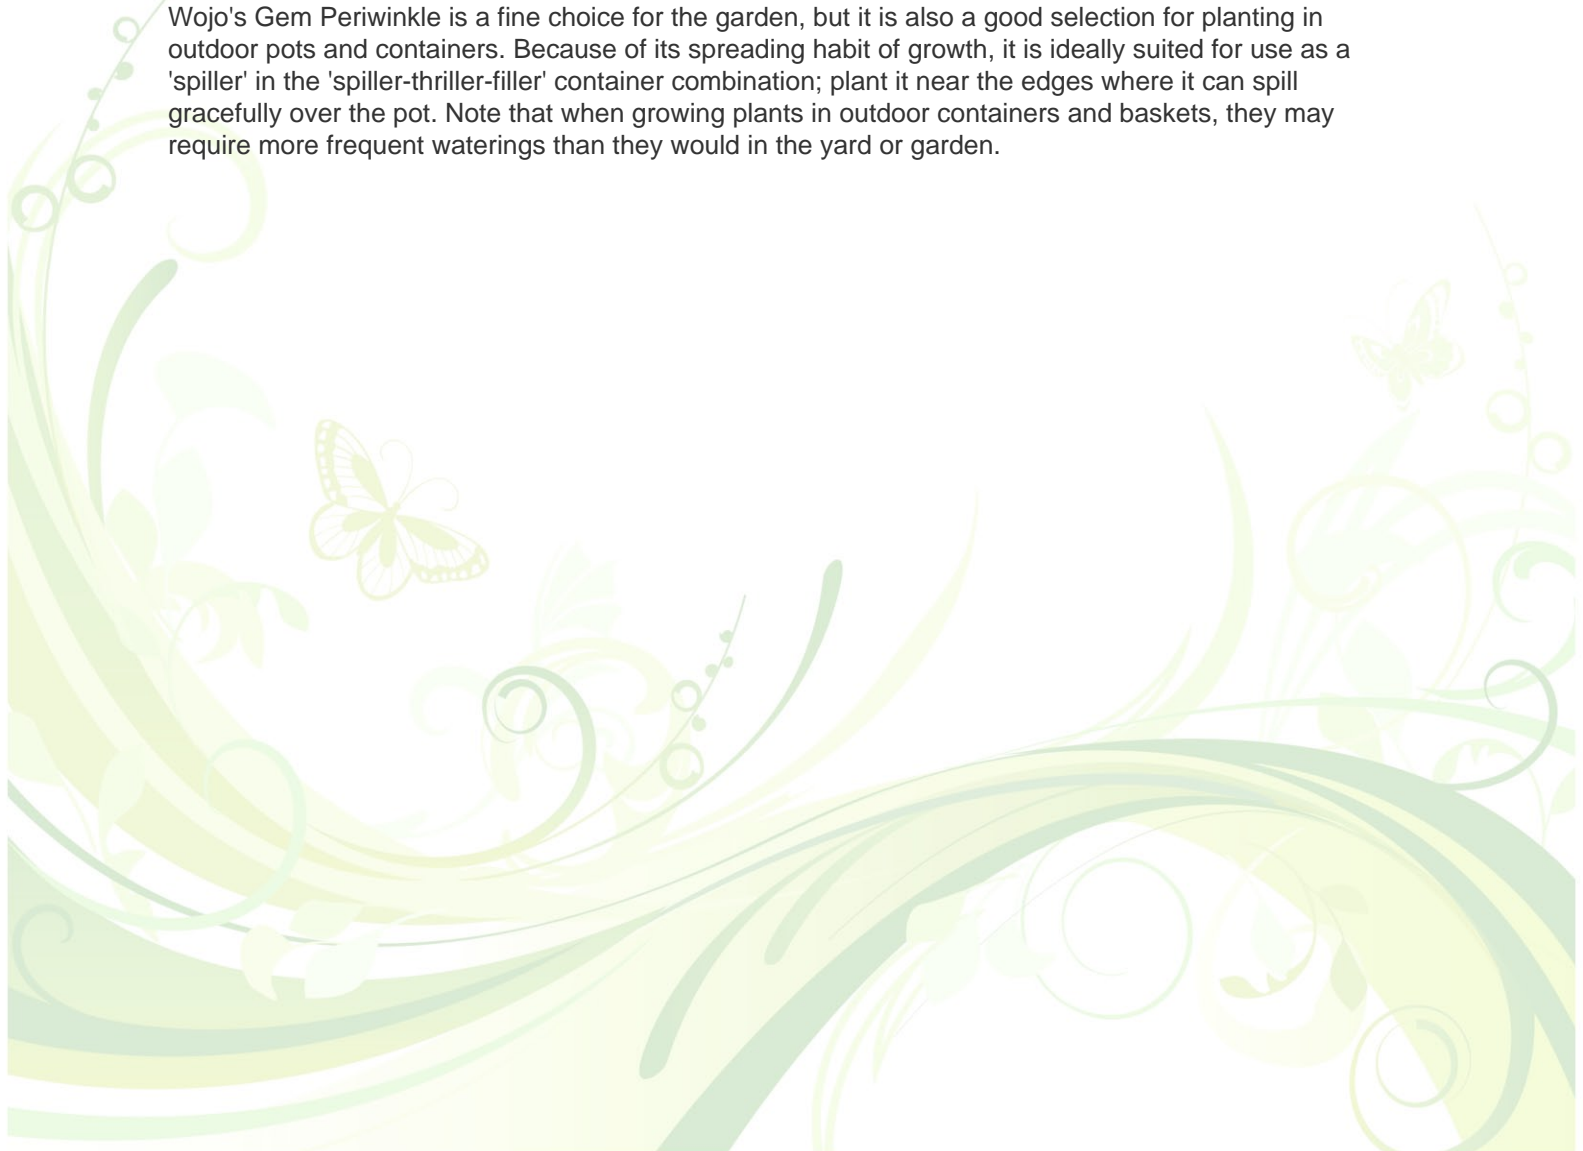 Wojo's Gem Periwinkle is a fine choice for the garden, but it is also a good selection for planting in
outdoor pots and containers. Because of its spreading habit of growth, it is ideally suited for use as a
'spiller' in the 'spiller-thriller-filler' container combination; plant it near the edges where it can spill
gracefully over the pot. Note that when growing plants in outdoor containers and baskets, they may
require more frequent waterings than they would in the yard or garden.